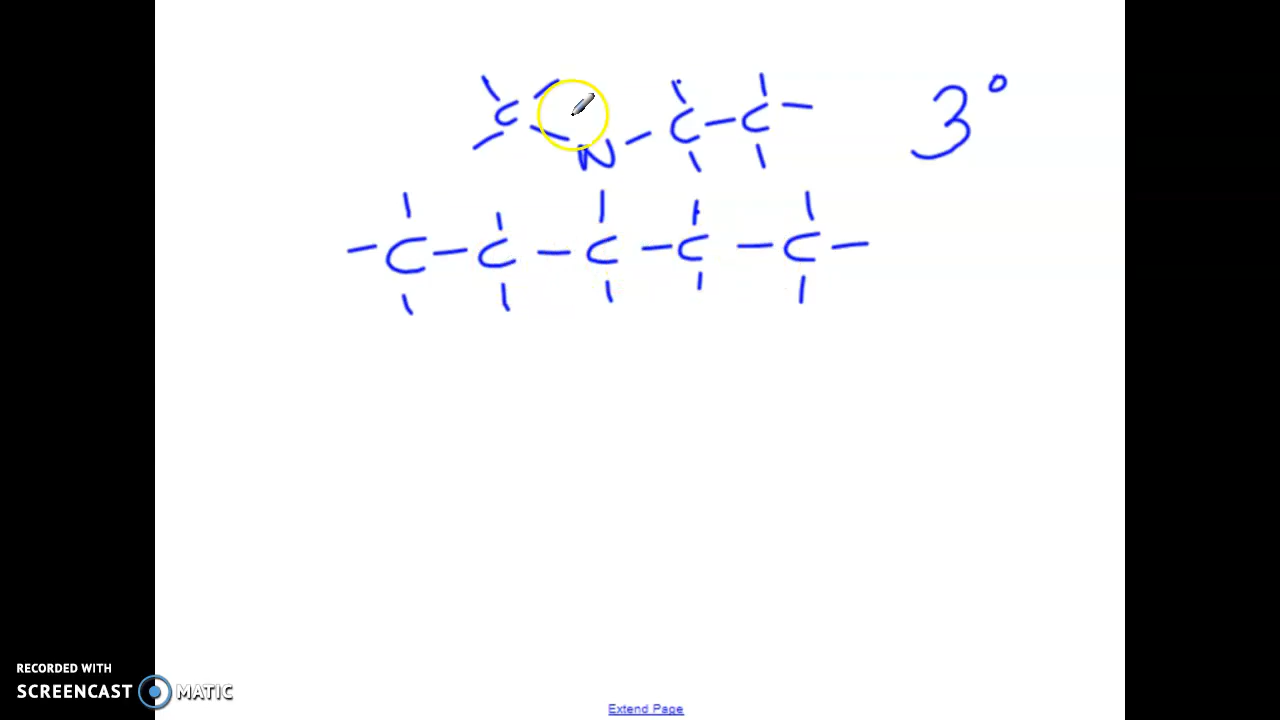 C N C C 3°
C C C C C
RECORDED WITH
SCREENCAST MATIC
Extend Page